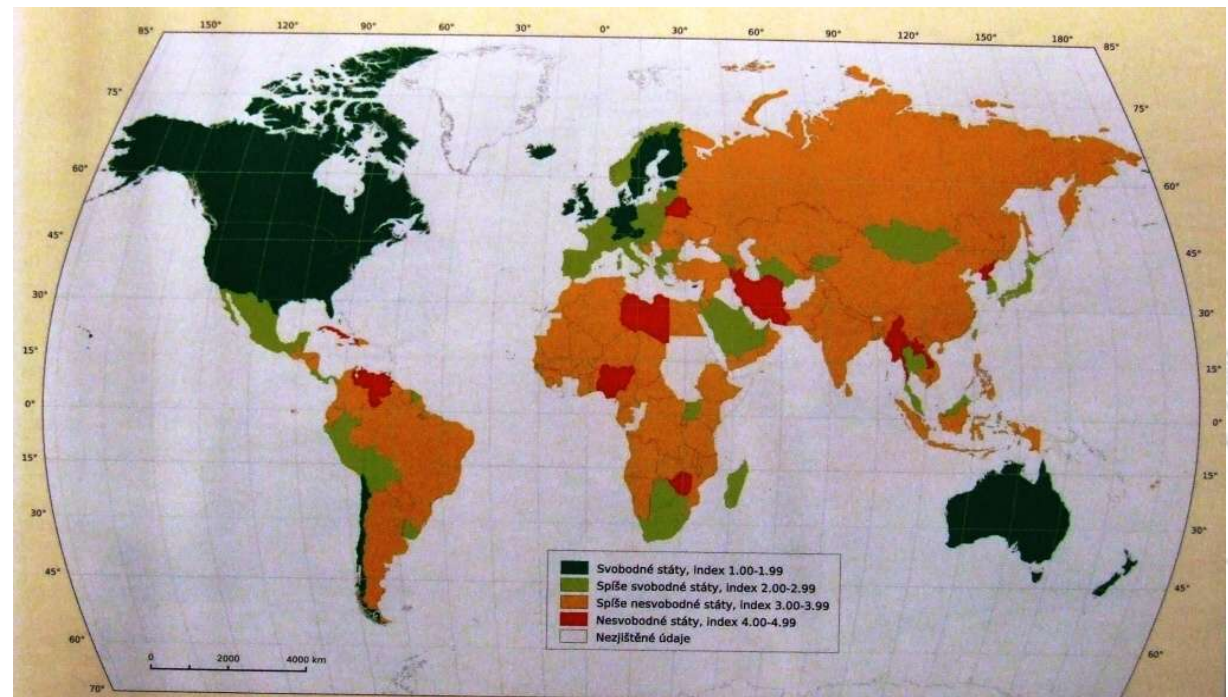 150° 120° 90° 60° 30° 0° 30° 60° 90° 120° 150° 180°
85° 85°
75° 75°
60° 60°
45° 45°
30° 30°
15° 15°
0° 0°
15° 15°
30° 30°
45° 45°
60° 60°
70°
Svobodné státy, index 1.00-1.99
Spíše svobodné státy, index 2.00-2.99
Spíše nesvobodné státy, index 3.00-3.99
Nesvobodné státy, index 4.00-4.99
Nezjištěné údaje
0 2000 4000 km